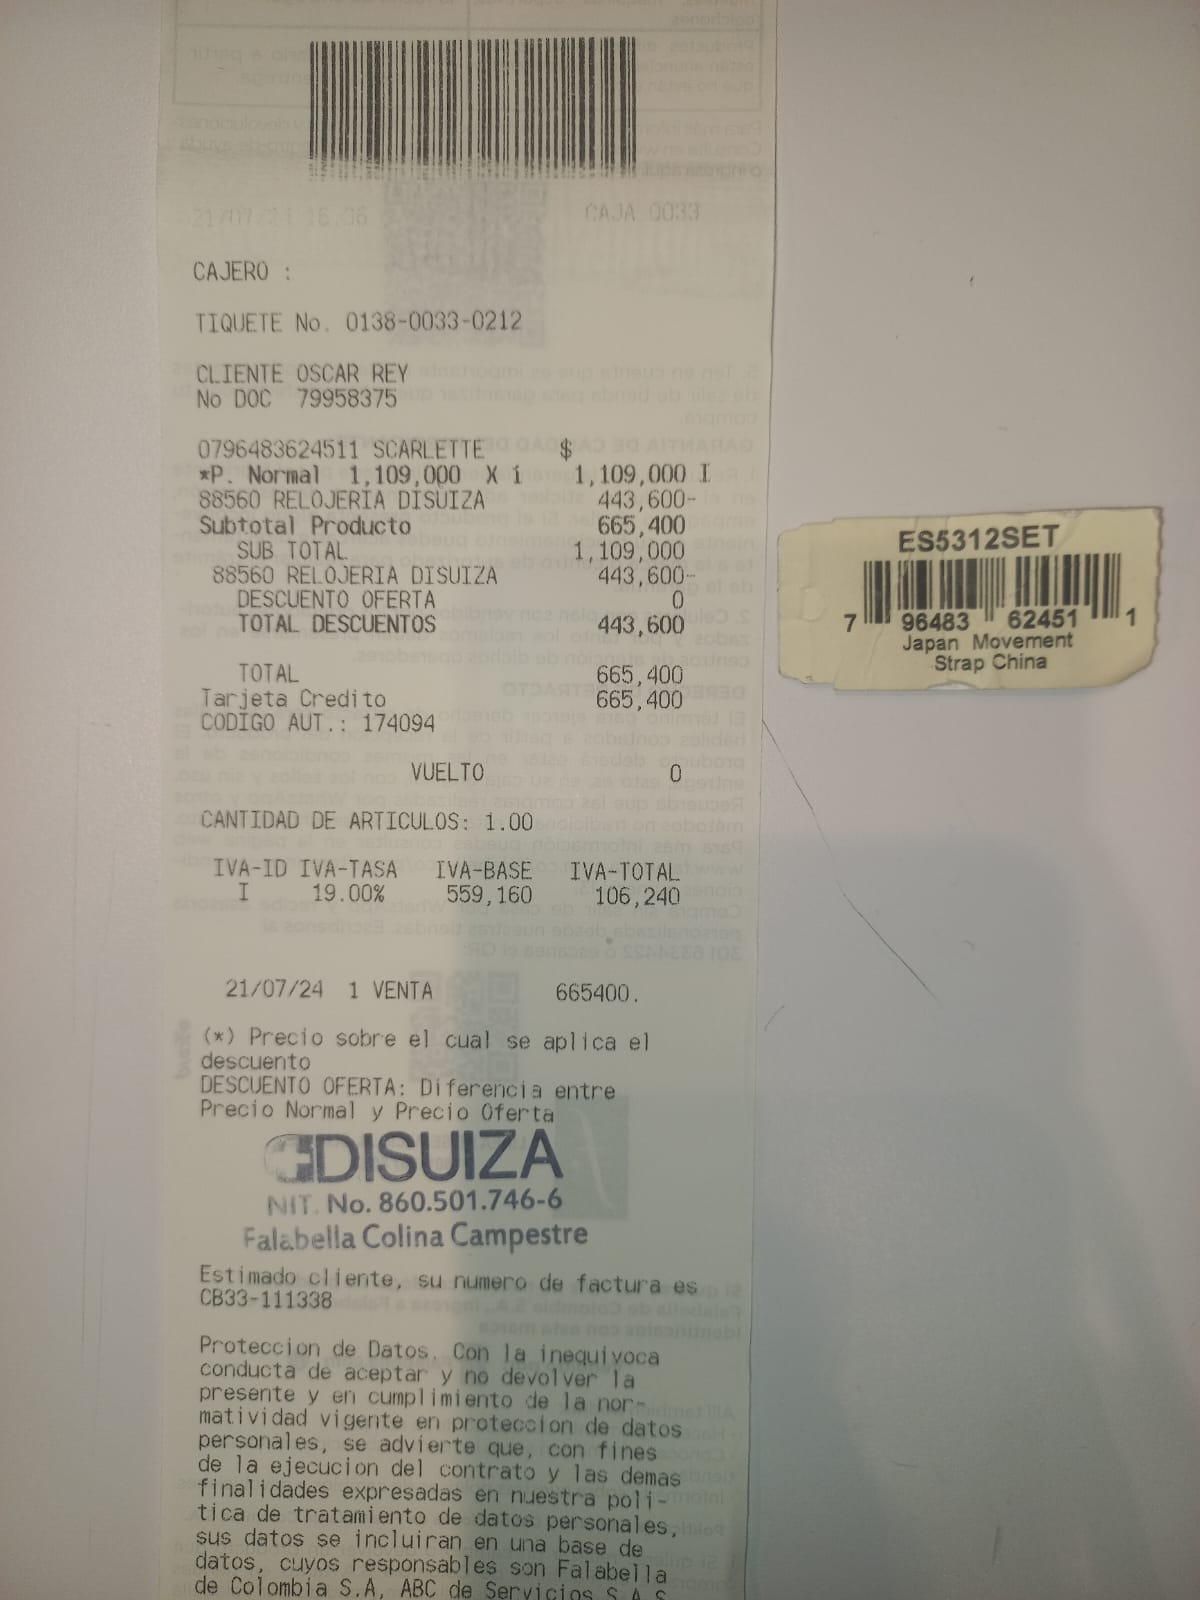 21/07/24 16:36 CAJA 0033
CAJERO :
TIQUETE No. 0138-0033-0212
CLIENTE OSCAR REY
No DOC 79958375
0796483624511 SCARLETTE $
*P. Normal 1,109,000 X 1 1,109,000 I
88560 RELOJERIA DISUIZA 443,600-
Subtotal Producto 665,400
SUB TOTAL 1,109,000
88560 RELOJERIA DISUIZA 443,600-
DESCUENTO OFERTA 0
TOTAL DESCUENTOS 443,600
TOTAL 665,400
Tarjeta Credito 665,400
CODIGO AUT.: 174094
VUELTO 0
CANTIDAD DE ARTICULOS: 1.00
IVA-ID IVA-TASA IVA-BASE IVA-TOTAL
I 19.00% 559,160 106,240
21/07/24 1 VENTA 665400.
(*) Precio sobre el cual se aplica el
descuento
DESCUENTO OFERTA: Diferencia entre
Precio Normal y Precio Oferta
DISUIZA
NIT. No. 860.501.746-6
Falabella Colina Campestre
Estimado cliente, su numero de factura es
CB33-111338
Proteccion de Datos. Con la inequivoca
conducta de aceptar y no devolver la
presente y en cumplimiento de la nor-
matividad vigente en proteccion de datos
personales, se advierte que, con fines
de la ejecucion del contrato y las demas
finalidades expresadas en nuestra poli-
tica de tratamiento de datos personales,
sus datos se incluiran en una base de
datos, cuyos responsables son Falabella
de Colombia S.A, ABC de Servicios S.A.S
ES5312SET
7 96483 62451 1
Japan Movement
Strap China